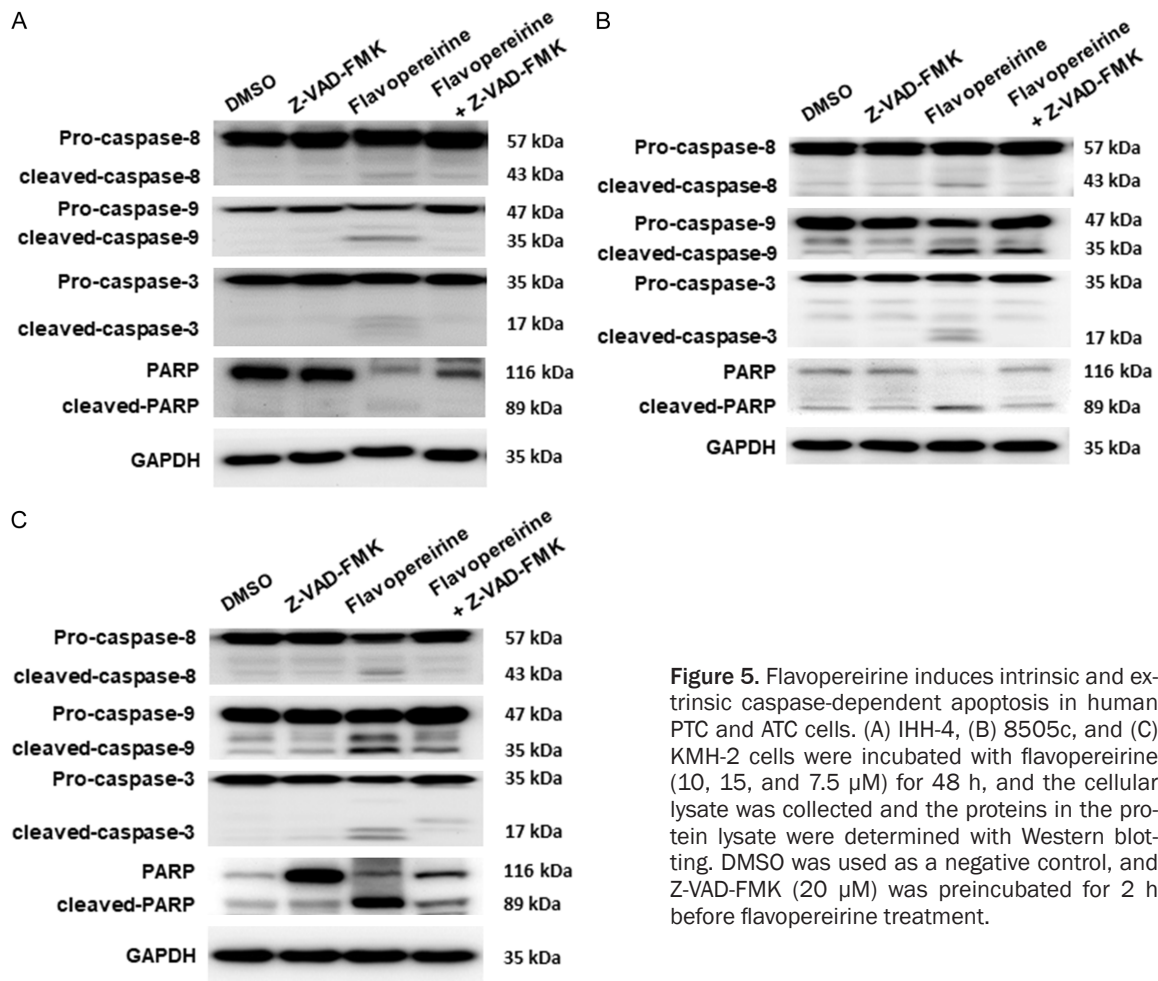 A
DMSO
Z-VAD-FMK
Flavopereirine
Flavopereirine
+ Z-VAD-FMK
Pro-caspase-8 57 kDa
cleaved-caspase-8 43 kDa
Pro-caspase-9 47 kDa
cleaved-caspase-9 35 kDa
Pro-caspase-3 35 kDa
cleaved-caspase-3 17 kDa
PARP 116 kDa
cleaved-PARP 89 kDa
GAPDH 35 kDa
B
DMSO
Z-VAD-FMK
Flavopereirine
Flavopereirine
+ Z-VAD-FMK
Pro-caspase-8 57 kDa
cleaved-caspase-8 43 kDa
Pro-caspase-9 47 kDa
cleaved-caspase-9 35 kDa
Pro-caspase-3 35 kDa
cleaved-caspase-3 17 kDa
PARP 116 kDa
cleaved-PARP 89 kDa
GAPDH 35 kDa
C
DMSO
Z-VAD-FMK
Flavopereirine
Flavopereirine
+ Z-VAD-FMK
Pro-caspase-8 57 kDa
cleaved-caspase-8 43 kDa
Pro-caspase-9 47 kDa
cleaved-caspase-9 35 kDa
Pro-caspase-3 35 kDa
cleaved-caspase-3 17 kDa
PARP 116 kDa
cleaved-PARP 89 kDa
GAPDH 35 kDa
Figure 5. Flavopereirine induces intrinsic and ex-
trinsic caspase-dependent apoptosis in human
PTC and ATC cells. (A) IHH-4, (B) 8505c, and (C)
KMH-2 cells were incubated with flavopereirine
(10, 15, and 7.5 µM) for 48 h, and the cellular
lysate was collected and the proteins in the pro-
tein lysate were determined with Western blot-
ting. DMSO was used as a negative control, and
Z-VAD-FMK (20 µM) was preincubated for 2 h
before flavopereirine treatment.